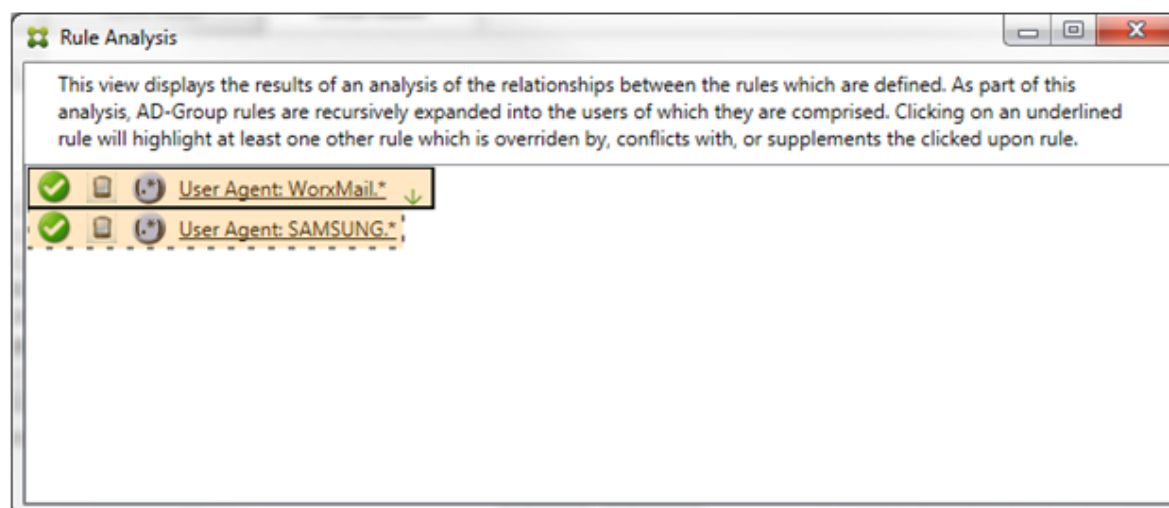 Rule Analysis
This view displays the results of an analysis of the relationships between the rules which are defined. As part of this
analysis, AD-Group rules are recursively expanded into the users of which they are comprised. Clicking on an underlined
rule will highlight at least one other rule which is overriden by, conflicts with, or supplements the clicked upon rule.
(.*) User Agent: WorxMail.*
(.*) User Agent: SAMSUNG.*